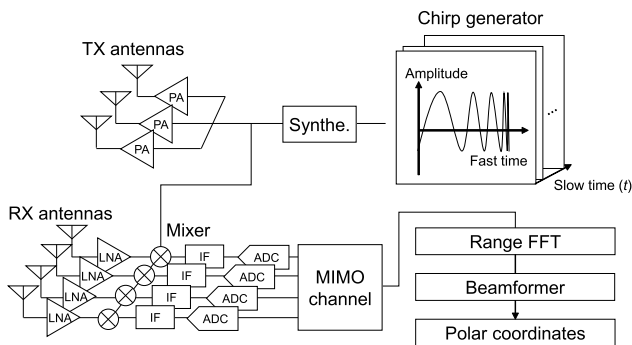 Chirp generator
TX antennas
Amplitude
PA
PA
PA
Synthe.
...
Fast time
Slow time (t)
RX antennas
Mixer
LNA
IF
ADC
LNA
IF
ADC
LNA
IF
ADC
LNA
IF
ADC
MIMO
channel
Range FFT
Beamformer
Polar coordinates